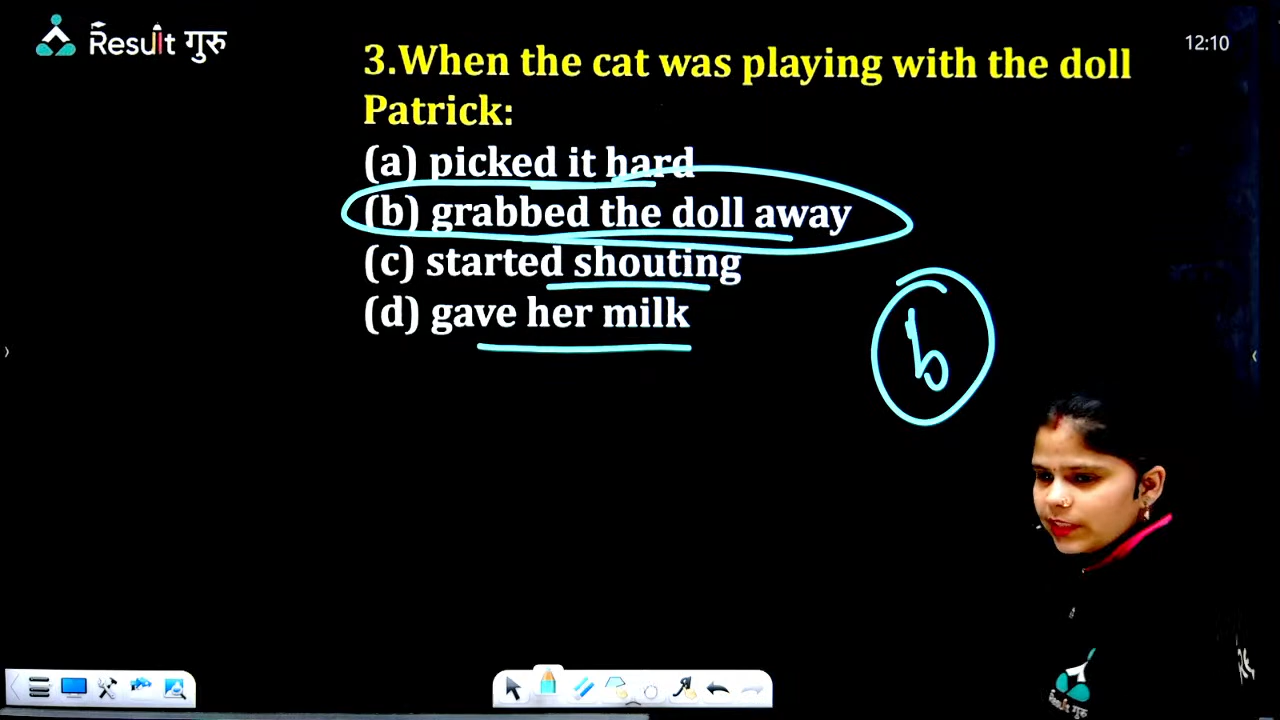 Result गुरु
12:10
3.When the cat was playing with the doll
Patrick:
(a) picked it hard
(b) grabbed the doll away
(c) started shouting
(d) gave her milk
b
Result गुरु